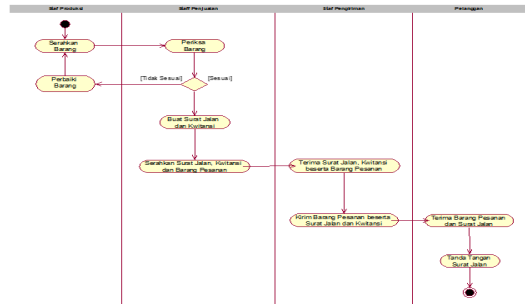 Staf Produksi
Staff Penjualan
Staf Pengiriman
Pelanggan
Serahkan
Barang
Periksa
Barang
Perbaiki
Barang
[Tidak Sesuai]
[Sesuai]
Buat Surat Jalan
dan Kwitansi
Serahkan Surat Jalan, Kwitansi
dan Barang Pesanan
Terima Surat Jalan, Kwitansi
beserta Barang Pesanan
Kirim Barang Pesanan beserta
Surat Jalan dan Kwitansi
Terima Barang Pesanan
dan Surat Jalan
Tanda Tangan
Surat Jalan